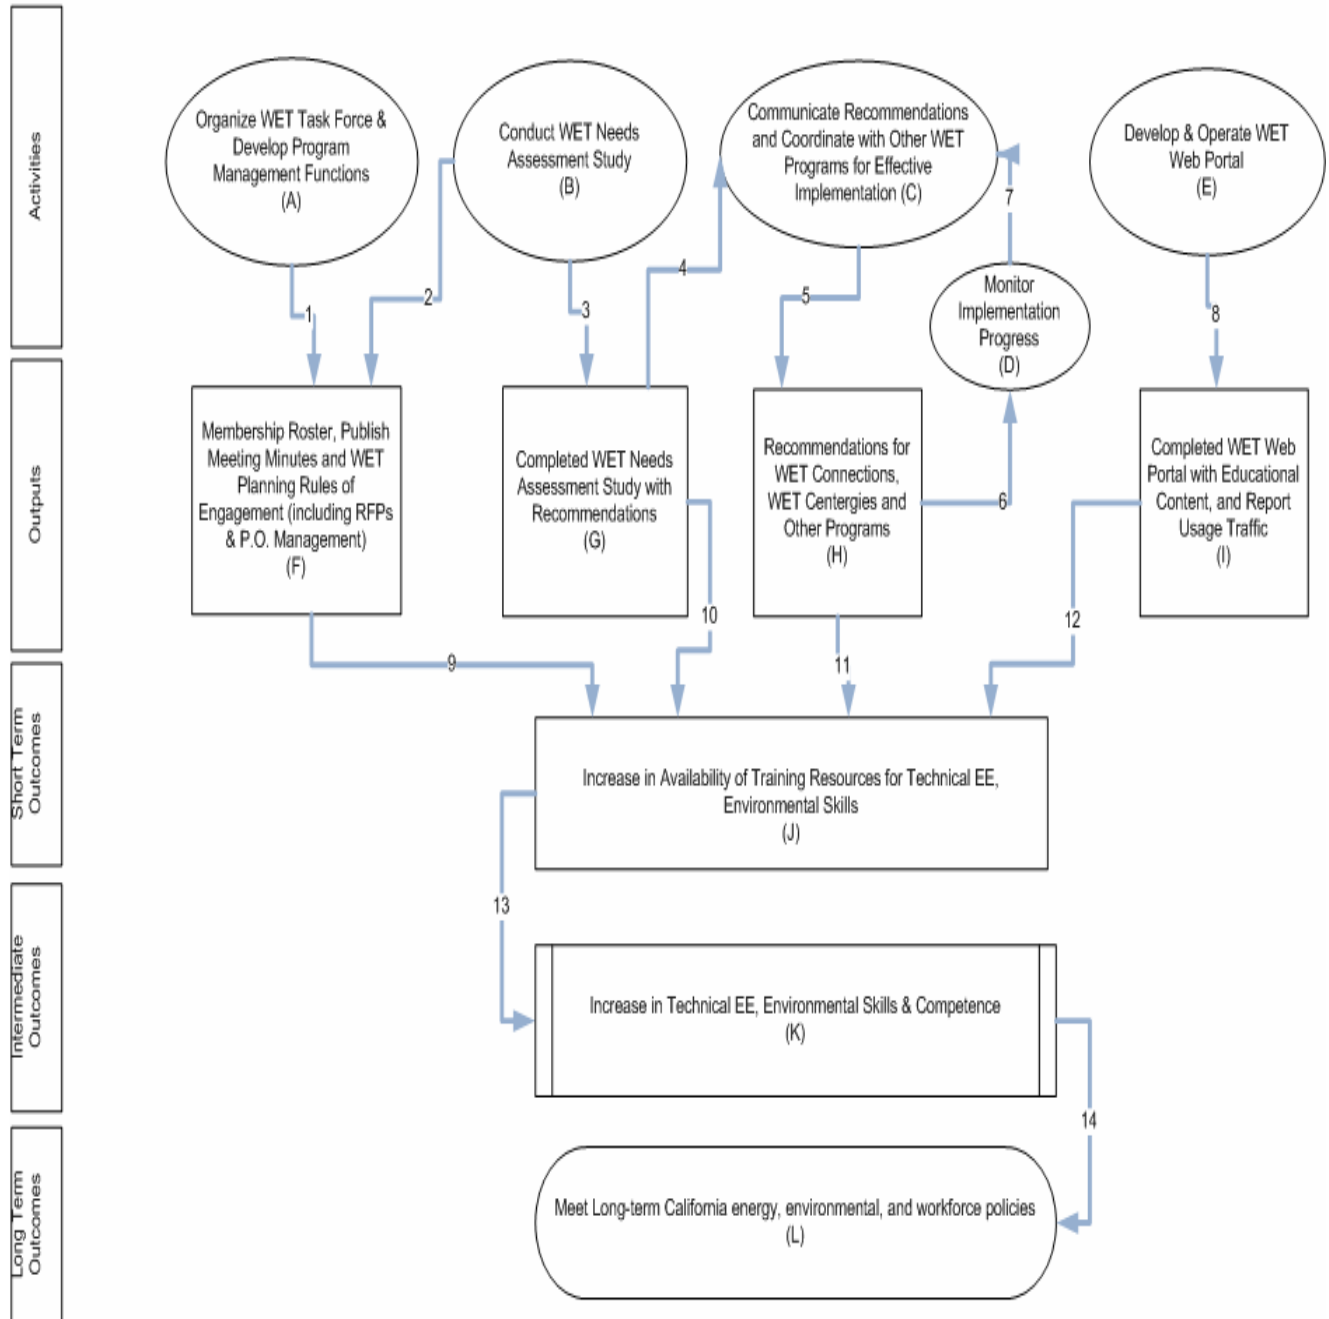 Activities
Organize WET Task Force &
Develop Program
Management Functions
(A)
Conduct WET Needs
Assessment Study
(B)
Communicate Recommendations
and Coordinate with Other WET
Programs for Effective
Implementation (C)
Develop & Operate WET
Web Portal
(E)
Monitor
Implementation
Progress
(D)
1
2
3
4
5
6
7
8
Outputs
Membership Roster, Publish
Meeting Minutes and WET
Planning Rules of
Engagement (including RFPs
& P.O. Management)
(F)
Completed WET Needs
Assessment Study with
Recommendations
(G)
Recommendations for
WET Connections,
WET Centergies and
Other Programs
(H)
Completed WET Web
Portal with Educational
Content, and Report
Usage Traffic
(I)
9
10
11
12
Short Term
Outcomes
Increase in Availability of Training Resources for Technical EE,
Environmental Skills
(J)
13
Intermediate
Outcomes
Increase in Technical EE, Environmental Skills & Competence
(K)
14
Long Term
Outcomes
Meet Long-term California energy, environmental, and workforce policies
(L)